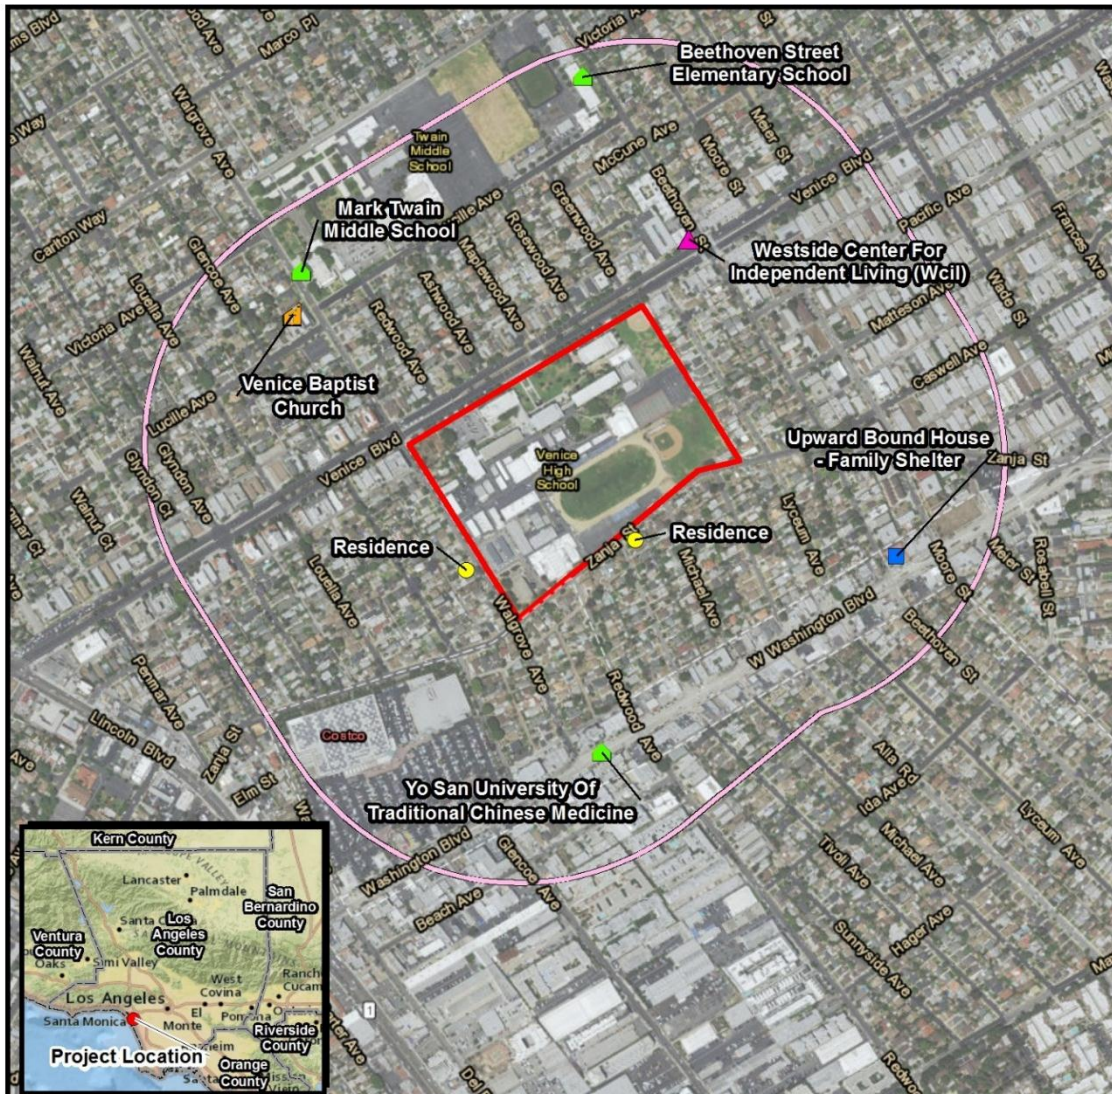 Marco Pl
Victoria A
Walgrove Ave
Beethoven Street
Elementary School
Twain
Middle
School
McCune Ave
Meier St
Moore St
Beethoven St
Venice Blvd
Pacific Ave
Frances Ave
Carlton Way
Mark Twain
Middle School
Greenwood Ave
Rosewood Ave
Maplewood Ave
Ashwood Ave
Redwood Ave
Westside Center For
Independent Living (Wcil)
Wade St
Matteson Ave
Glencoe Ave
Louella Ave
Victoria Ave
Walnut Ave
Venice Baptist
Church
Caswell Ave
Lucille Ave
Venice Blvd
Glyndon Ave
Glyndon Ct
Walnut Ct
Venice
High
School
Upward Bound House
- Family Shelter
Zanja St
Residence
Zanja St
Residence
Louella Ave
Michael Ave
Lyceum Ave
Moore St
Meier St
Rosabell St
Walgrove Ave
W Washington Blvd
Beethoven St
Penmar Ave
Lincoln Blvd
Zanja St
Elm St
Costco
Redwood Ave
Yo San University Of
Traditional Chinese Medicine
Alla Rd
Ida Ave
Michael Ave
Tivoli Ave
Lyceum Ave
Washington Blvd
Glencoe Ave
Beach Ave
Hager Ave
Sunnyside Ave
1
Kern County
Lancaster
Palmdale
San
Bernardino
County
Los
Angeles
County
Ventura
County
Simi Valley
Oaks
West
Covina
Los Angeles
El
Monte
Santa Monica
Riverside
County
Project Location
Orange
County